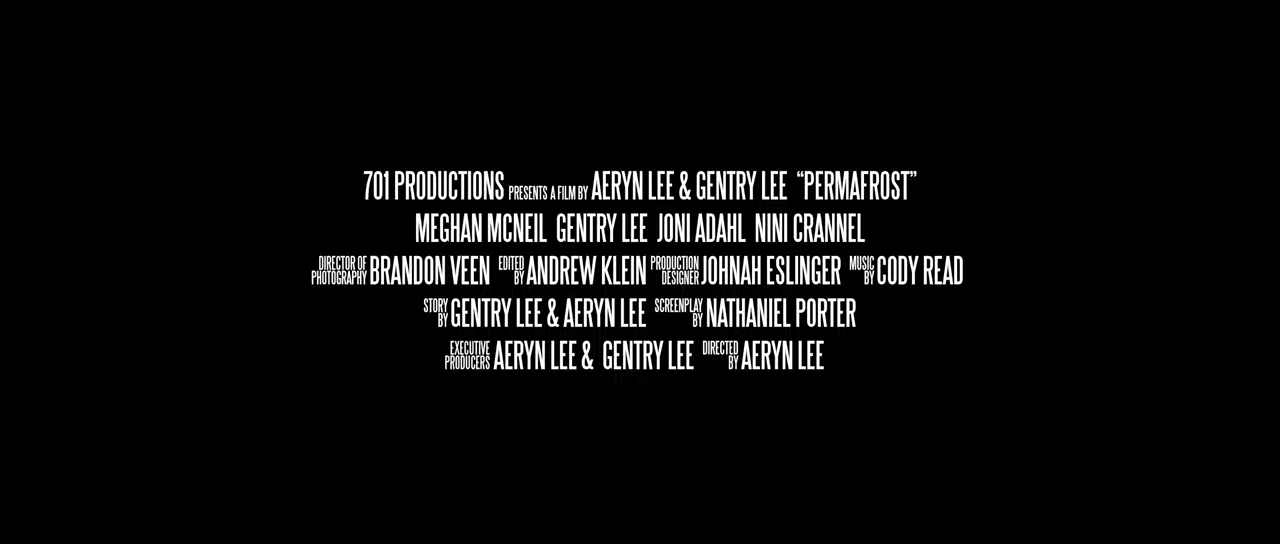 701 PRODUCTIONS PRESENTS A FILM BY AERYN LEE & GENTRY LEE “PERMAFROST”
MEGHAN MCNEIL GENTRY LEE JONI ADAHL NINI CRANNEL
DIRECTOR OF PHOTOGRAPHY BRANDON VEEN EDITED BY ANDREW KLEIN PRODUCTION DESIGNER JOHNAH ESLINGER MUSIC BY CODY READ
STORY BY GENTRY LEE & AERYN LEE SCREENPLAY BY NATHANIEL PORTER
EXECUTIVE PRODUCERS AERYN LEE & GENTRY LEE DIRECTED BY AERYN LEE